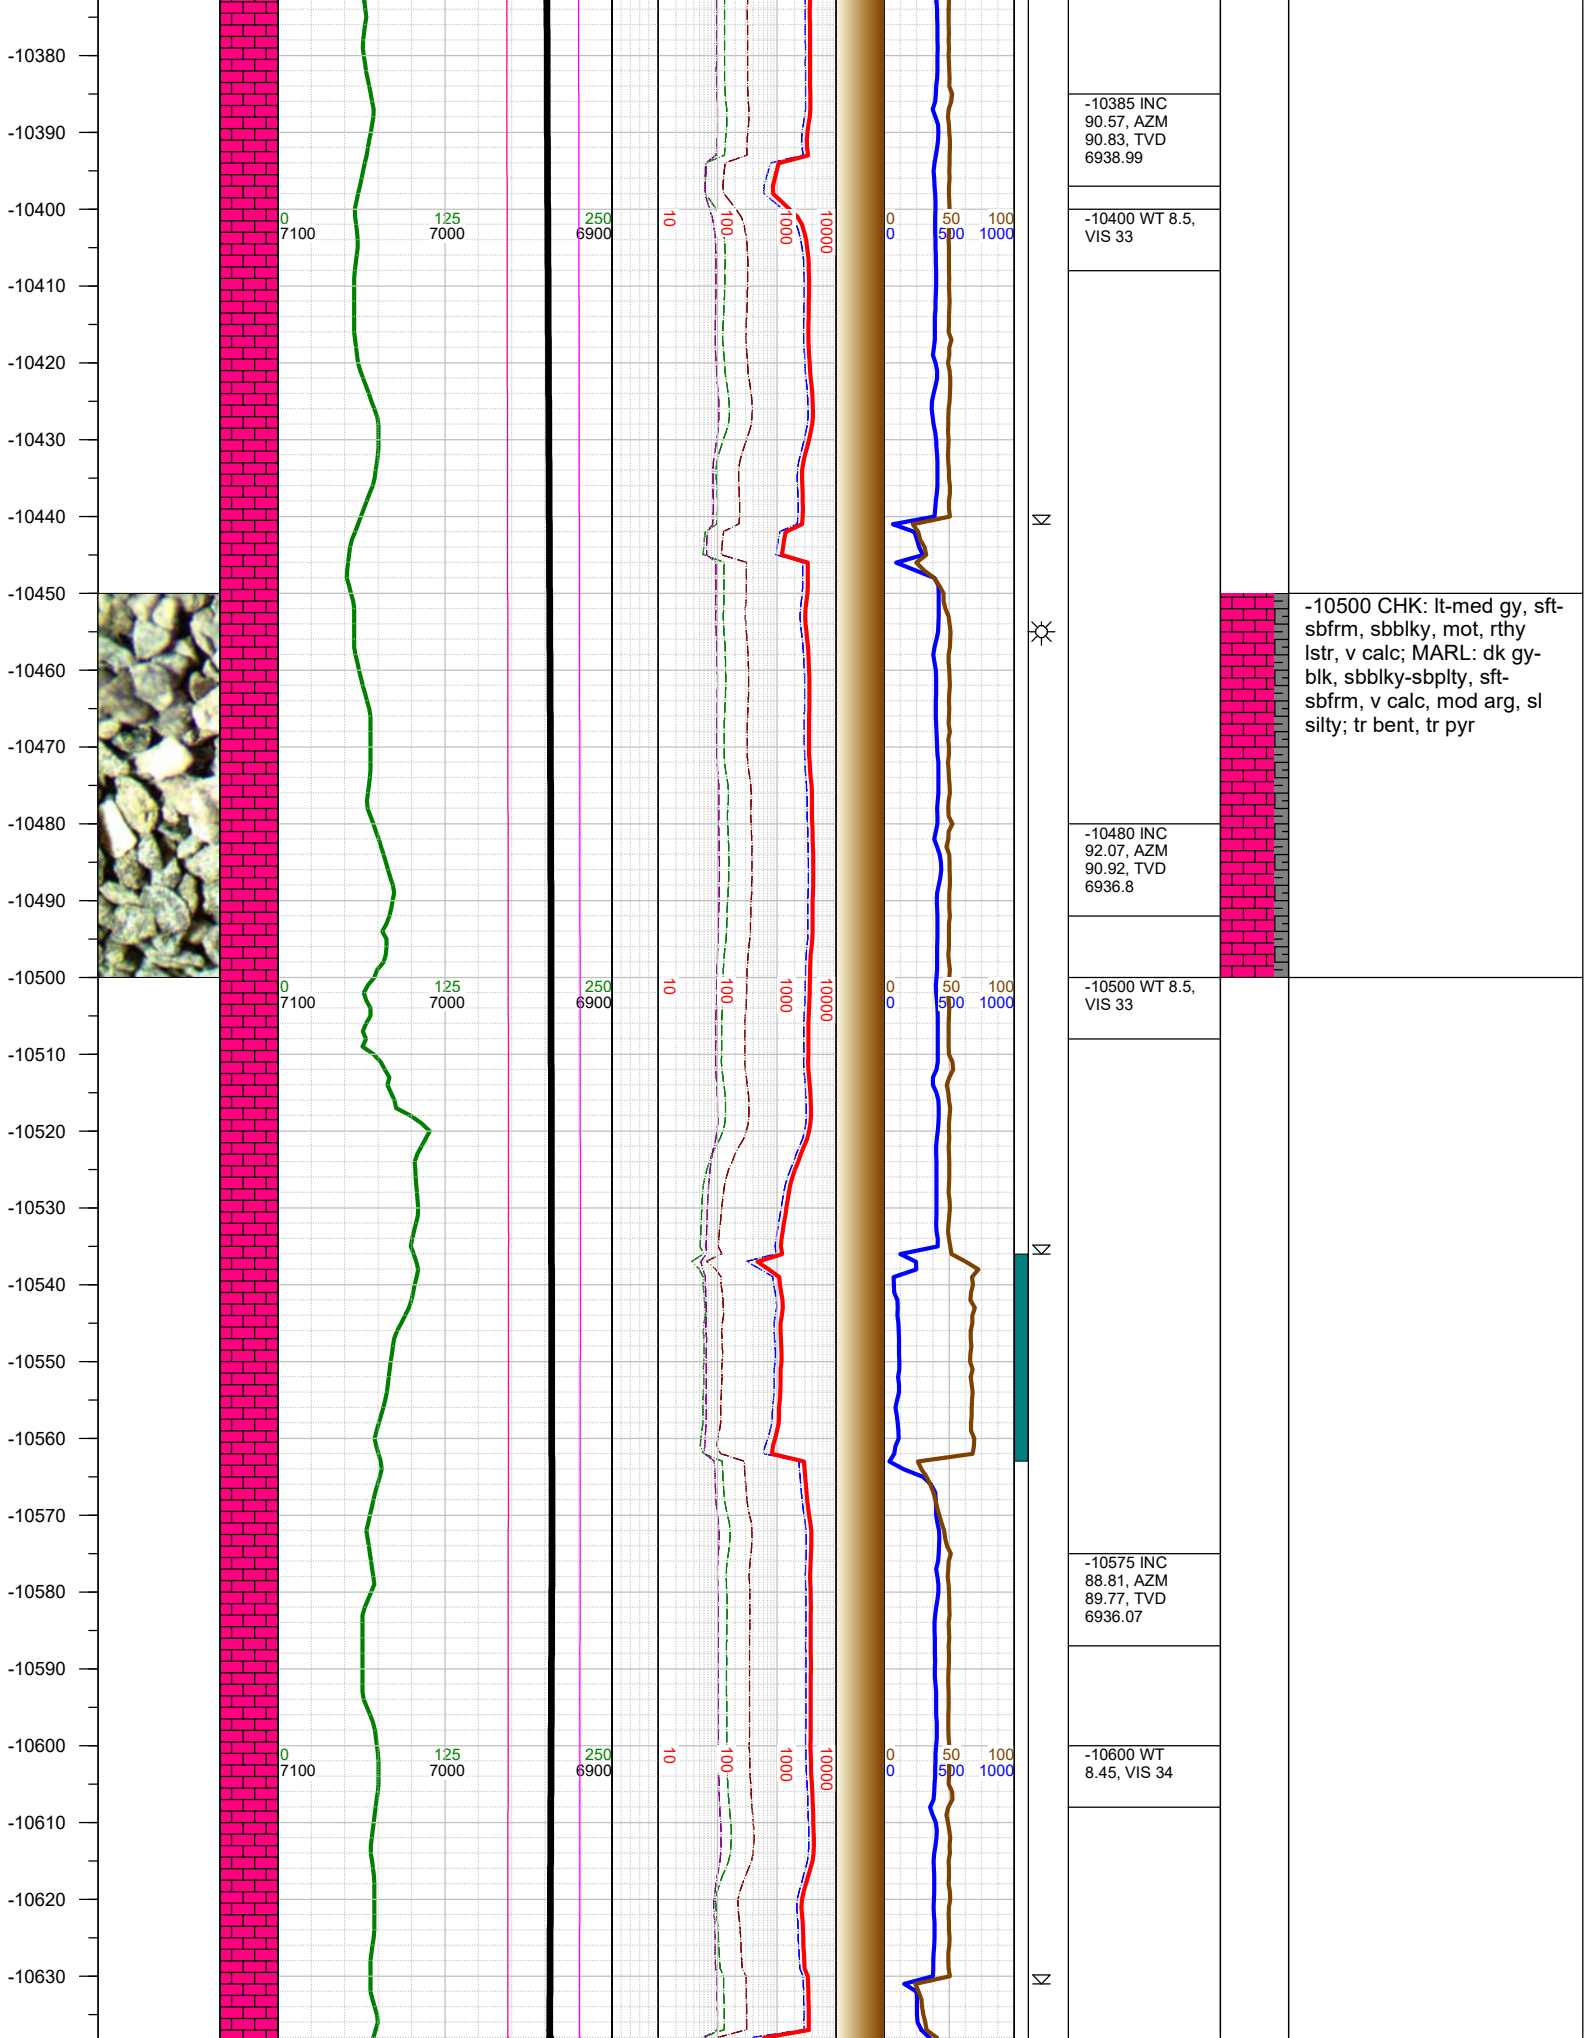 -10380
-10385 INC
90.57, AZM
90.83, TVD
6938.99
-10390
-10400
0 125 250
7100 7000 6900
10 100 1000 10000
0 50 100
0 500 1000
-10400 WT 8.5,
VIS 33
-10410
-10420
-10430
-10440
-10450
-10500 CHK: lt-med gy, sft-
sbfrm, sbblky, mot, rthy
lstr, v calc; MARL: dk gy-
blk, sbblky-sbplty, sft-
sbfrm, v calc, mod arg, sl
silty; tr bent, tr pyr
-10460
-10470
-10480
-10480 INC
92.07, AZM
90.92, TVD
6936.8
-10490
-10500
0 125 250
7100 7000 6900
10 100 1000 10000
0 50 100
0 500 1000
-10500 WT 8.5,
VIS 33
-10510
-10520
-10530
-10540
-10550
-10560
-10570
-10575 INC
88.81, AZM
89.77, TVD
6936.07
-10580
-10590
-10600
0 125 250
7100 7000 6900
10 100 1000 10000
0 50 100
0 500 1000
-10600 WT
8.45, VIS 34
-10610
-10620
-10630